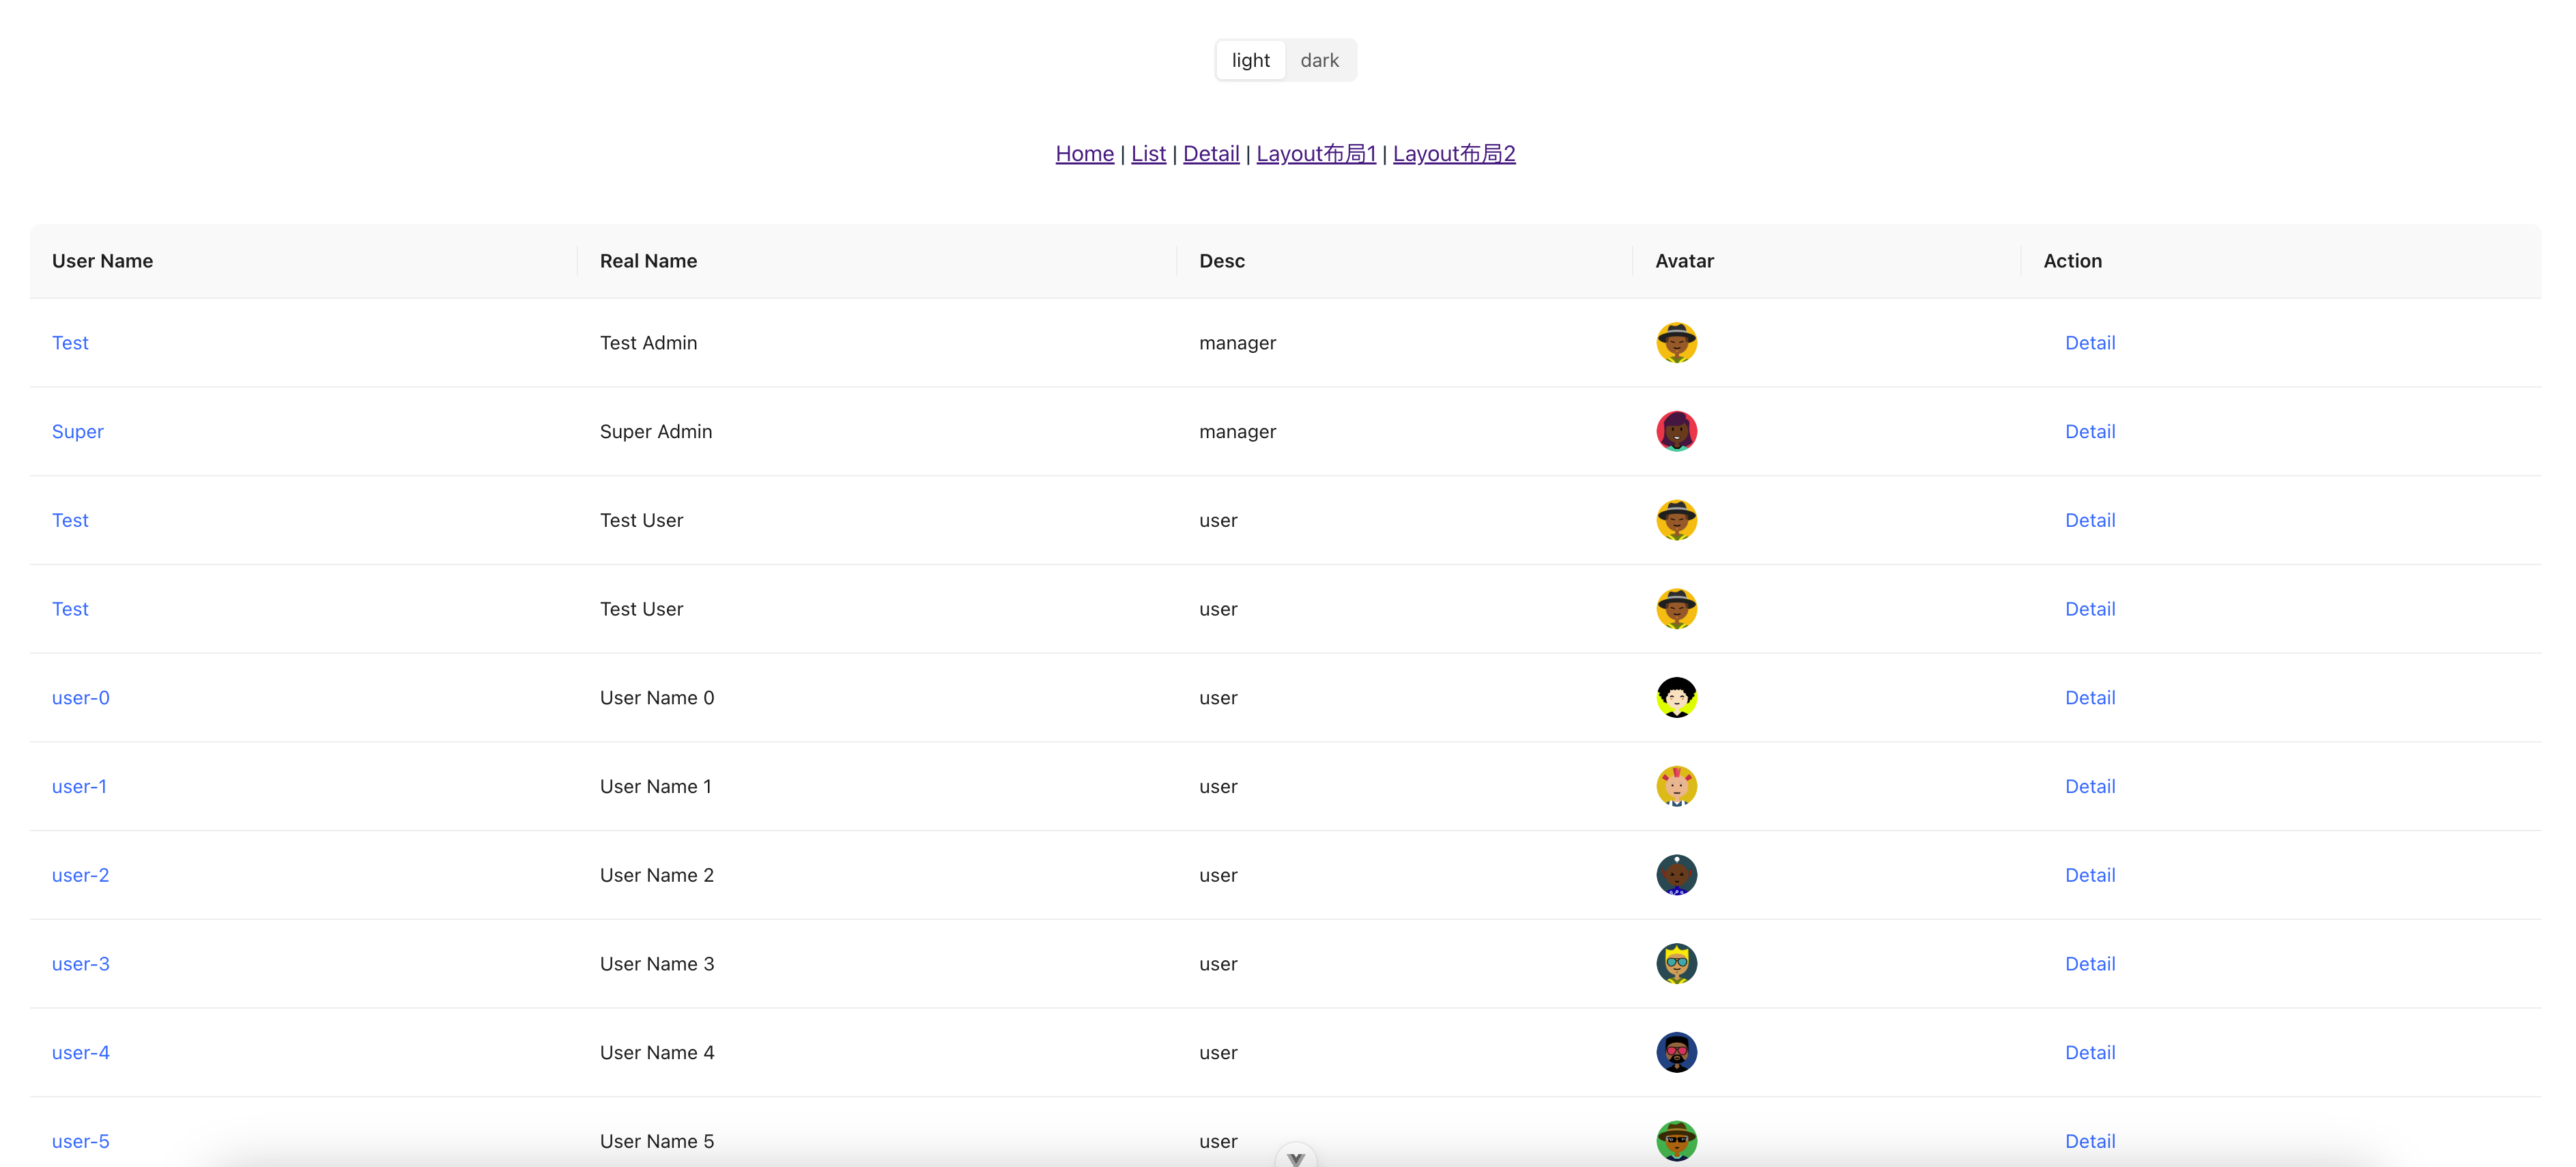 light dark
Home | List | Detail | Layout布局1 | Layout布局2
User Name Real Name Desc Avatar Action
Test Test Admin manager Detail
Super Super Admin manager Detail
Test Test User user Detail
Test Test User user Detail
user-0 User Name 0 user Detail
user-1 User Name 1 user Detail
user-2 User Name 2 user Detail
user-3 User Name 3 user Detail
user-4 User Name 4 user Detail
user-5 User Name 5 user Detail